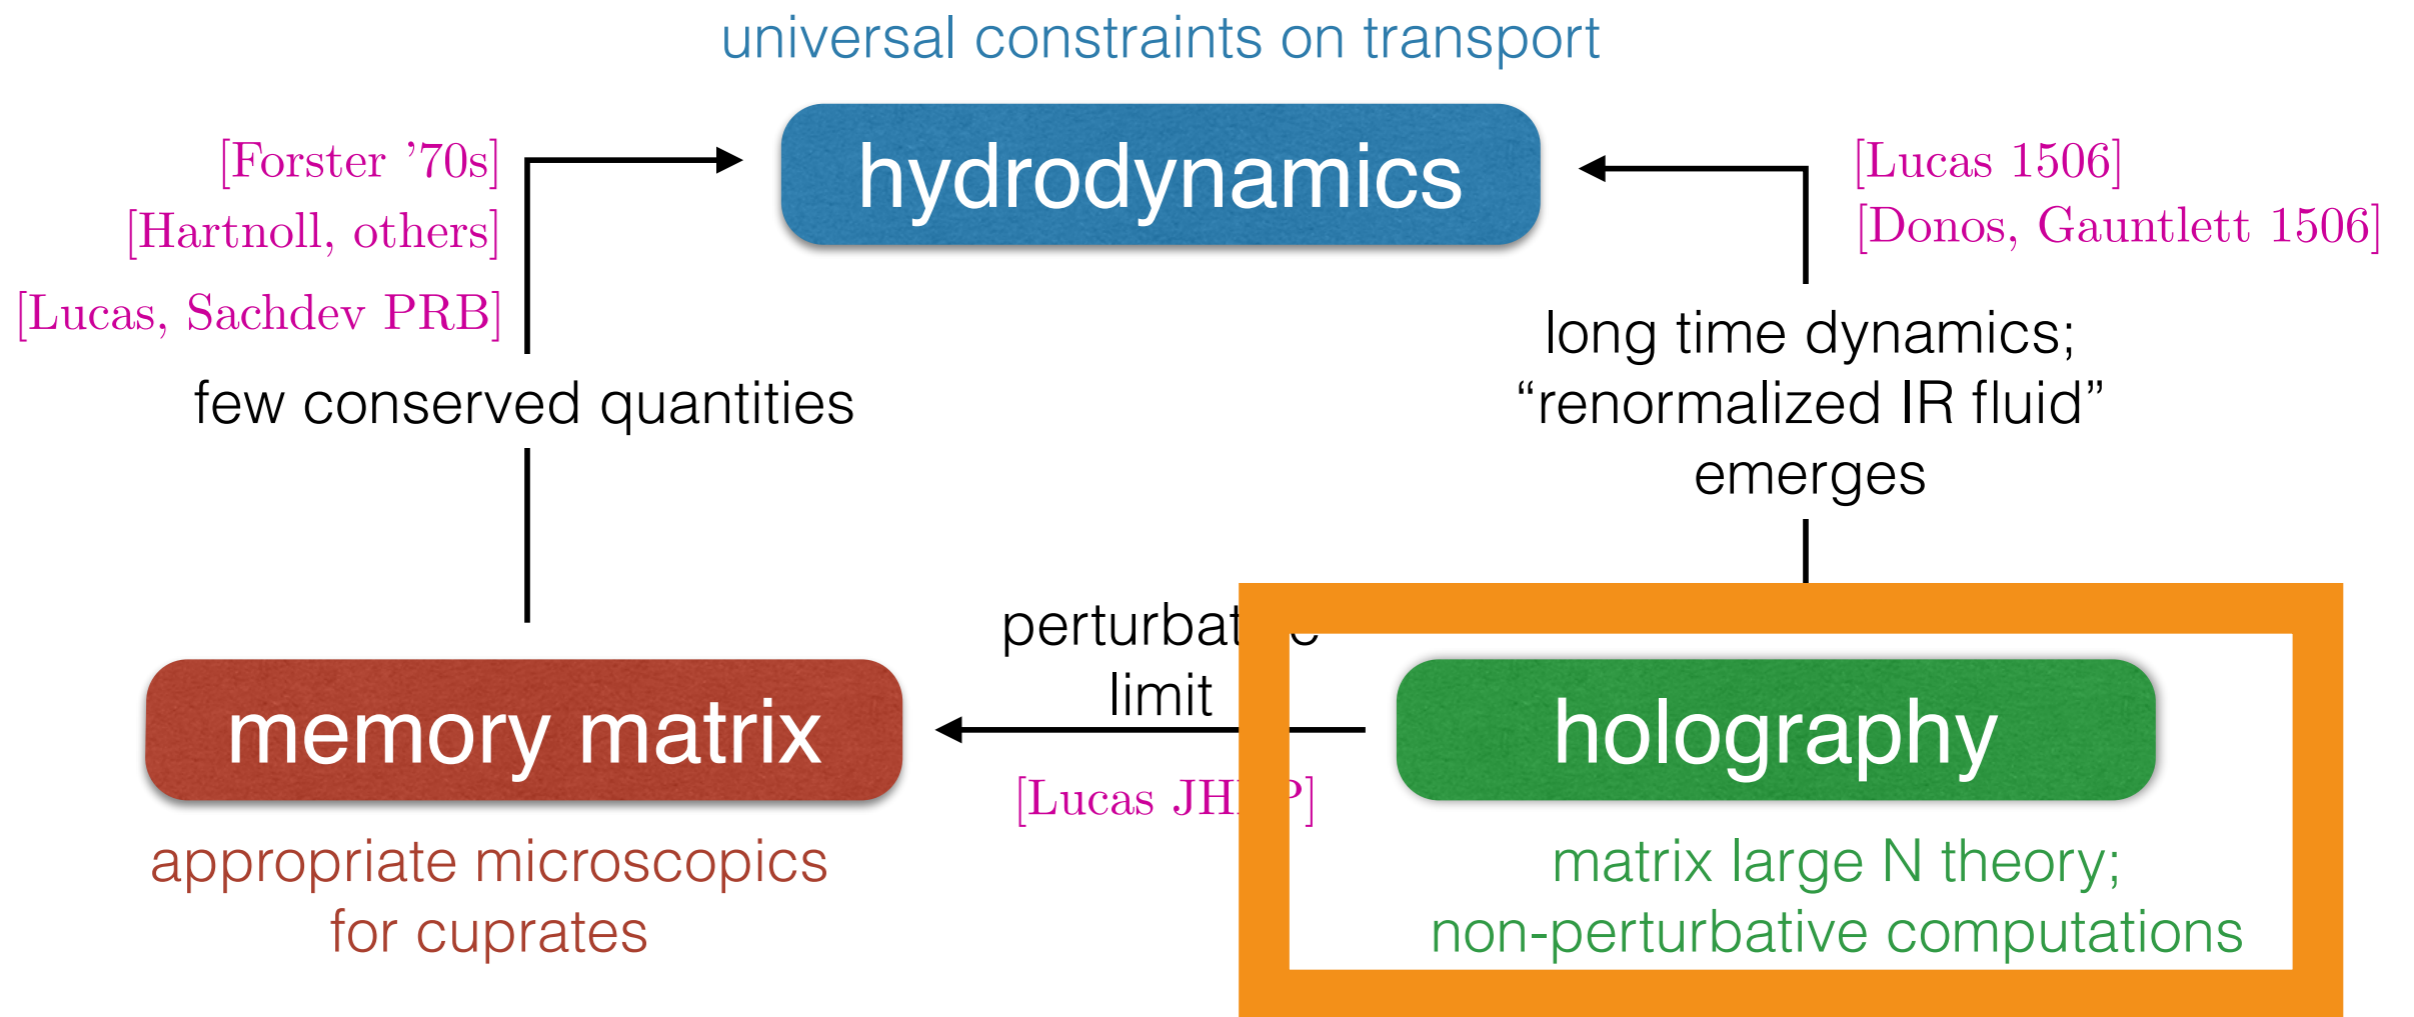 universal constraints on transport
hydrodynamics
[Forster ’70s]
[Hartnoll, others]
[Lucas, Sachdev PRB]
[Lucas 1506]
[Donos, Gauntlett 1506]
few conserved quantities
long time dynamics;
“renormalized IR fluid”
emerges
limit
memory matrix
holography
[Lucas
appropriate microscopics
for cuprates
matrix large N theory;
non-perturbative computations